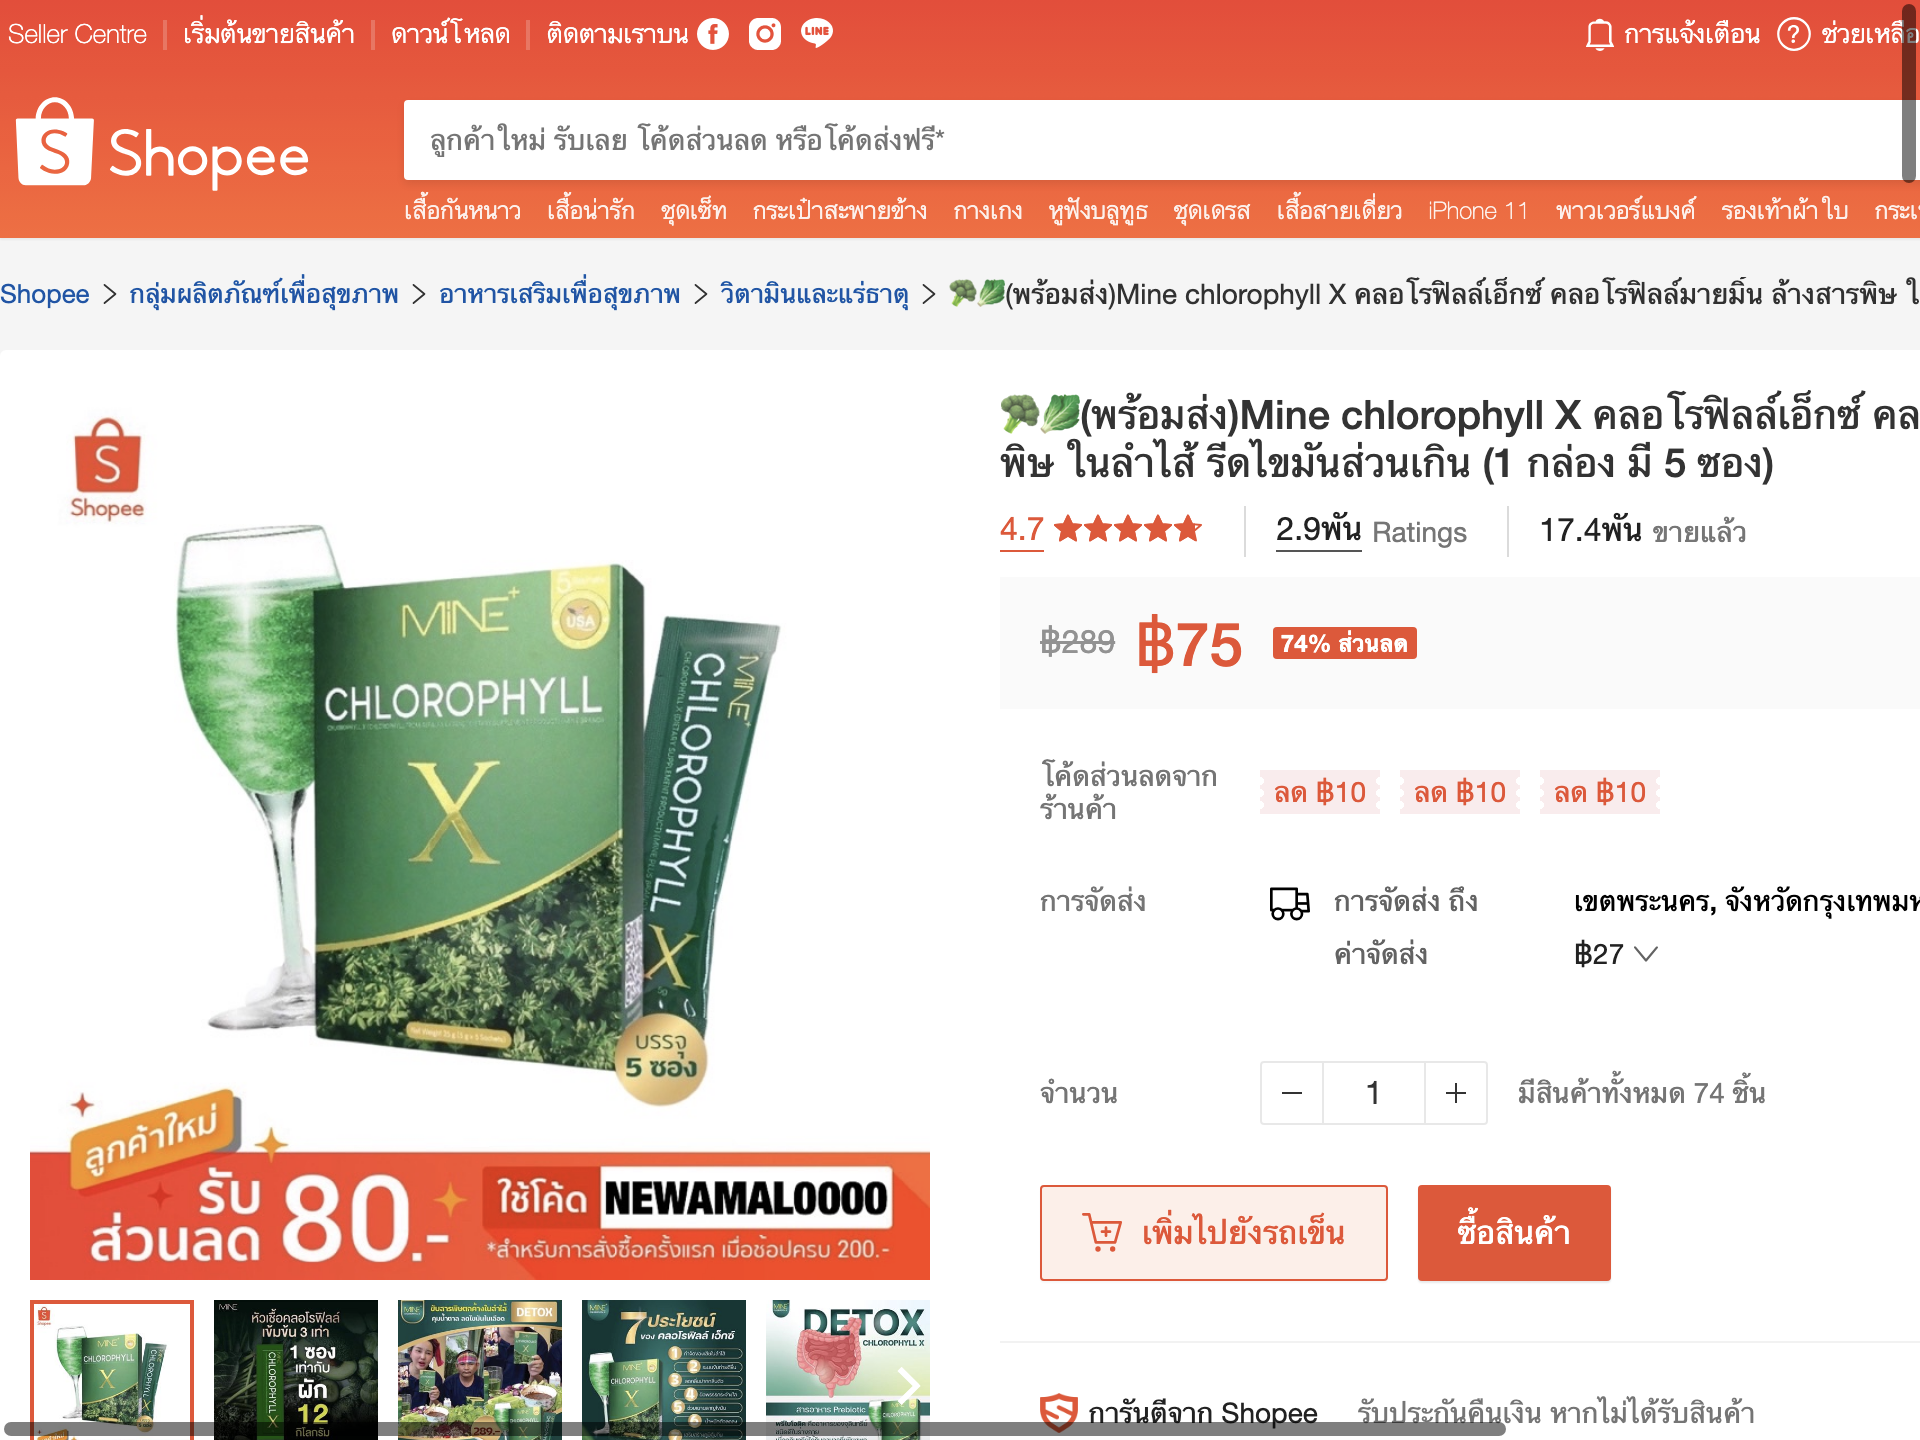 Seller Centre
เริ่มต้นขายสินค้า
ดาวน์โหลด
ติดตามเราบน
LINE
การแจ้งเตือน
ช่วยเหลือ
Shopee
ลูกค้าใหม่ รับเลย โค้ดส่วนลด หรือโค้ดส่งฟรี*
เสื้อกันหนาว เสื้อน่ารัก ชุดเซ็ท กระเป๋าสะพายข้าง กางเกง หูฟังบลูทูธ ชุดเดรส เสื้อสายเดี่ยว iPhone 11 พาวเวอร์แบงค์ รองเท้าผ้าใบ
Shopee > กลุ่มผลิตภัณฑ์เพื่อสุขภาพ > อาหารเสริมเพื่อสุขภาพ > วิตามินและแร่ธาตุ > 🥦🥬(พร้อมส่ง)Mine chlorophyll X คลอโรฟิลล์เอ็กซ์ คลอโรฟิลล์มายมิ้น ล้างสารพิษ
🥦🥬(พร้อมส่ง)Mine chlorophyll X คลอโรฟิลล์เอ็กซ์
พิษ ในลำไส้ รีดไขมันส่วนเกิน (1 กล่อง มี 5 ซอง)
4.7
2.9พัน Ratings
17.4พัน ขายแล้ว
฿289 ฿75 74% ส่วนลด
โค้ดส่วนลดจาก
ร้านค้า
ลด ฿10 ลด ฿10 ลด ฿10
การจัดส่ง
การจัดส่ง ถึง
เขตพระนคร, จังหวัดกรุงเทพมห
ค่าจัดส่ง
฿27
จำนวน
1
มีสินค้าทั้งหมด 74 ชิ้น
เพิ่มไปยังรถเข็น
ซื้อสินค้า
การันตีจาก Shopee
รับประกันคืนเงิน หากไม่ได้รับสินค้า
Shopee
MINE+
USA
CHLOROPHYLL
X
MINE+
CHLOROPHYLL X
บรรจุ
5 ซอง
ลูกค้าใหม่
รับ
ส่วนลด 80.-
ใช้โค้ด NEWAMAL0000
*สำหรับการสั่งซื้อครั้งแรก เมื่อช้อปครบ 200.-
MINE
CHLOROPHYLL
X
MINE
หัวเชื้อคลอโรฟิลล์
เข้มข้น 3 เท่า
1 ซอง
เท่ากับ
ผัก
12
กิโลกรัม
CHLOROPHYLL X
DETOX
289.-
7 ประโยชน์
ของ คลอโรฟิลล์ เอ็กซ์
MINE
CHLOROPHYLL
X
DETOX
CHLOROPHYLL X
สารอาหาร Prebiotic